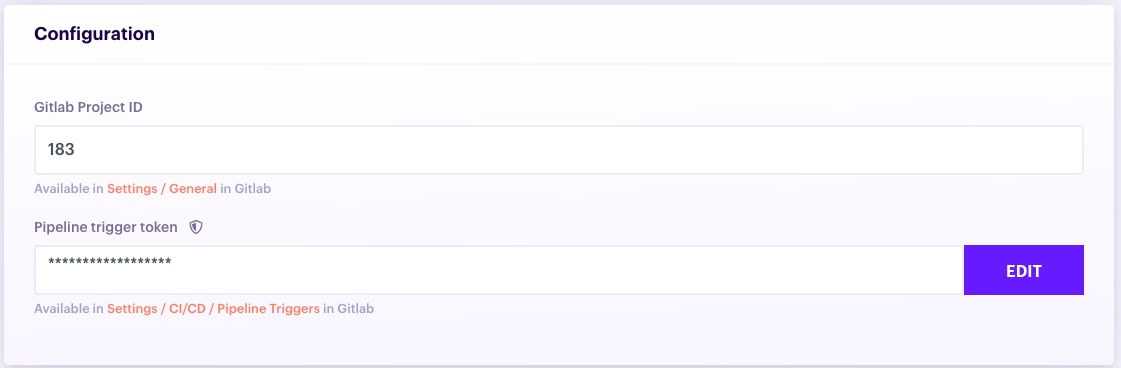 Configuration
Gitlab Project ID
183
Available in Settings / General in Gitlab
Pipeline trigger token
******************
EDIT
Available in Settings / CI/CD / Pipeline Triggers in Gitlab